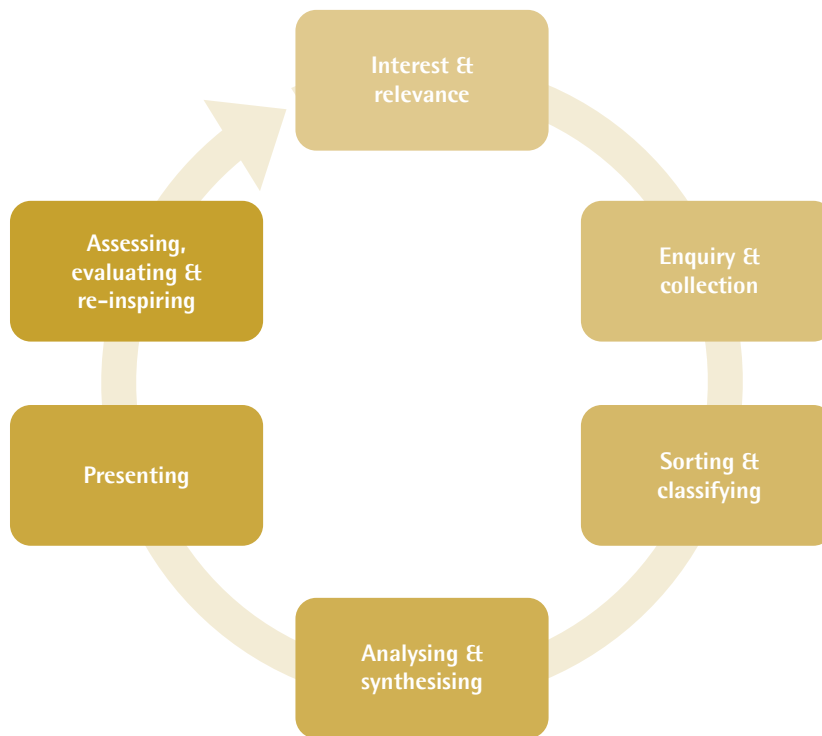 Interest &
relevance
Enquiry &
collection
Sorting &
classifying
Analysing &
synthesising
Presenting
Assessing,
evaluating &
re-inspiring